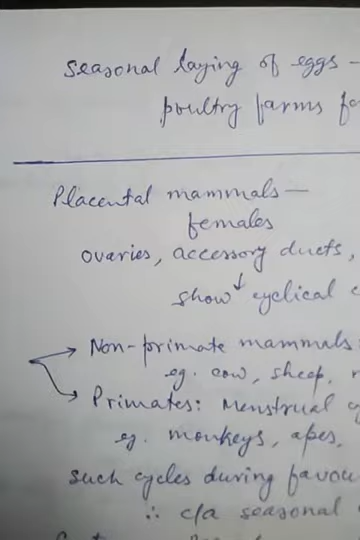 Seasonal laying of eggs –
poultry farms fo
Placental mammals –
females
ovaries, accessory ducts,
show cyclical c
Non-primate mammals:
eg. cow, sheep,
Primates: Menstrual cy
eg. monkeys, apes,
such cycles during favou
∴ c/a seasonal